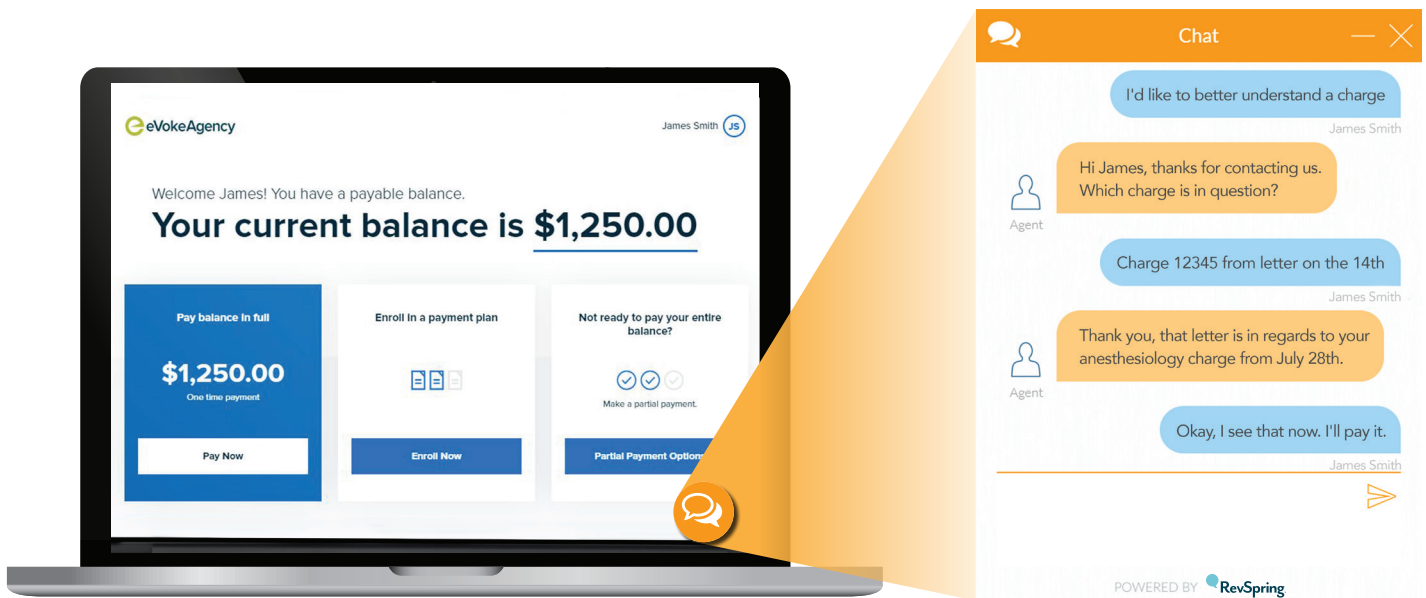 eVokeAgency
James Smith JS
Welcome James! You have a payable balance.
Your current balance is $1,250.00
Pay balance in full
$1,250.00
One time payment
Pay Now
Enroll in a payment plan
Enroll Now
Not ready to pay your entire
balance?
Make a partial payment.
Partial Payment Options
Chat
I'd like to better understand a charge
James Smith
Hi James, thanks for contacting us.
Which charge is in question?
Agent
Charge 12345 from letter on the 14th
James Smith
Thank you, that letter is in regards to your
anesthesiology charge from July 28th.
Agent
Okay, I see that now. I'll pay it.
James Smith
POWERED BY RevSpring